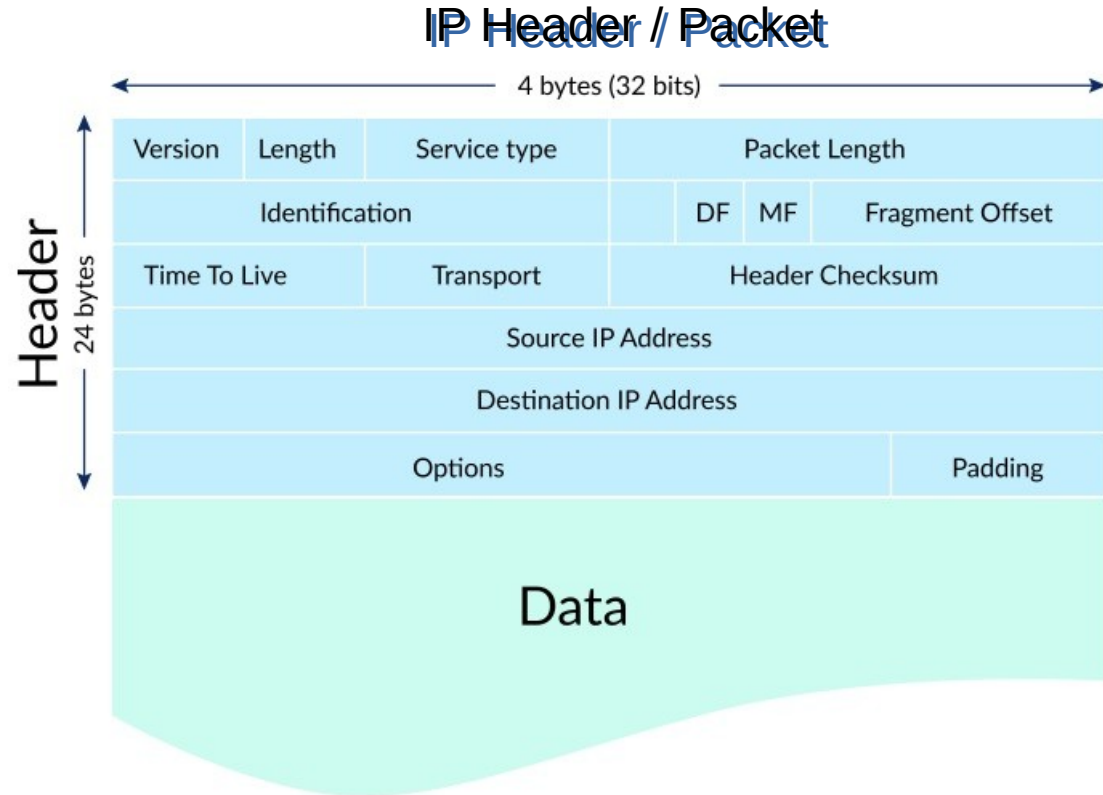 IP Header / Packet
4 bytes (32 bits)
Header
24 bytes
Version Length Service type Packet Length
Identification DF MF Fragment Offset
Time To Live Transport Header Checksum
Source IP Address
Destination IP Address
Options Padding
Data